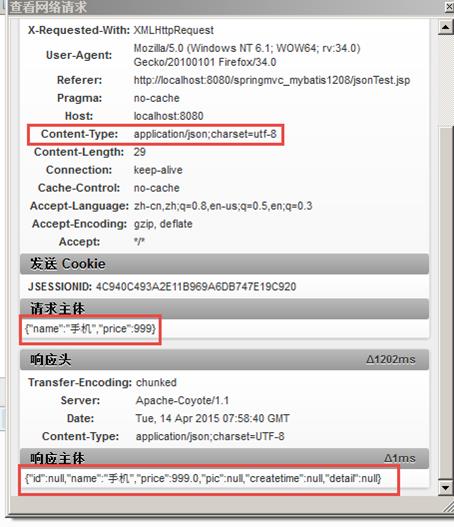 查看网络请求
X-Requested-With: XMLHttpRequest
User-Agent: Mozilla/5.0 (Windows NT 6.1; WOW64; rv:34.0)
Gecko/20100101 Firefox/34.0
Referer: http://localhost:8080/springmvc_mybatis1208/jsonTest.jsp
Pragma: no-cache
Host: localhost:8080
Content-Type: application/json;charset=utf-8
Content-Length: 29
Connection: keep-alive
Cache-Control: no-cache
Accept-Language: zh-cn,zh;q=0.8,en-us;q=0.5,en;q=0.3
Accept-Encoding: gzip, deflate
Accept: */*
发送 Cookie
JSESSIONID: 4C940C493A2E11B969A6DB747E19C920
请求主体
{"name":"手机","price":999}
响应头 Δ1202ms
Transfer-Encoding: chunked
Server: Apache-Coyote/1.1
Date: Tue, 14 Apr 2015 07:58:40 GMT
Content-Type: application/json;charset=UTF-8
响应主体 Δ1ms
{"id":null,"name":"手机","price":999.0,"pic":null,"createtime":null,"detail":null}